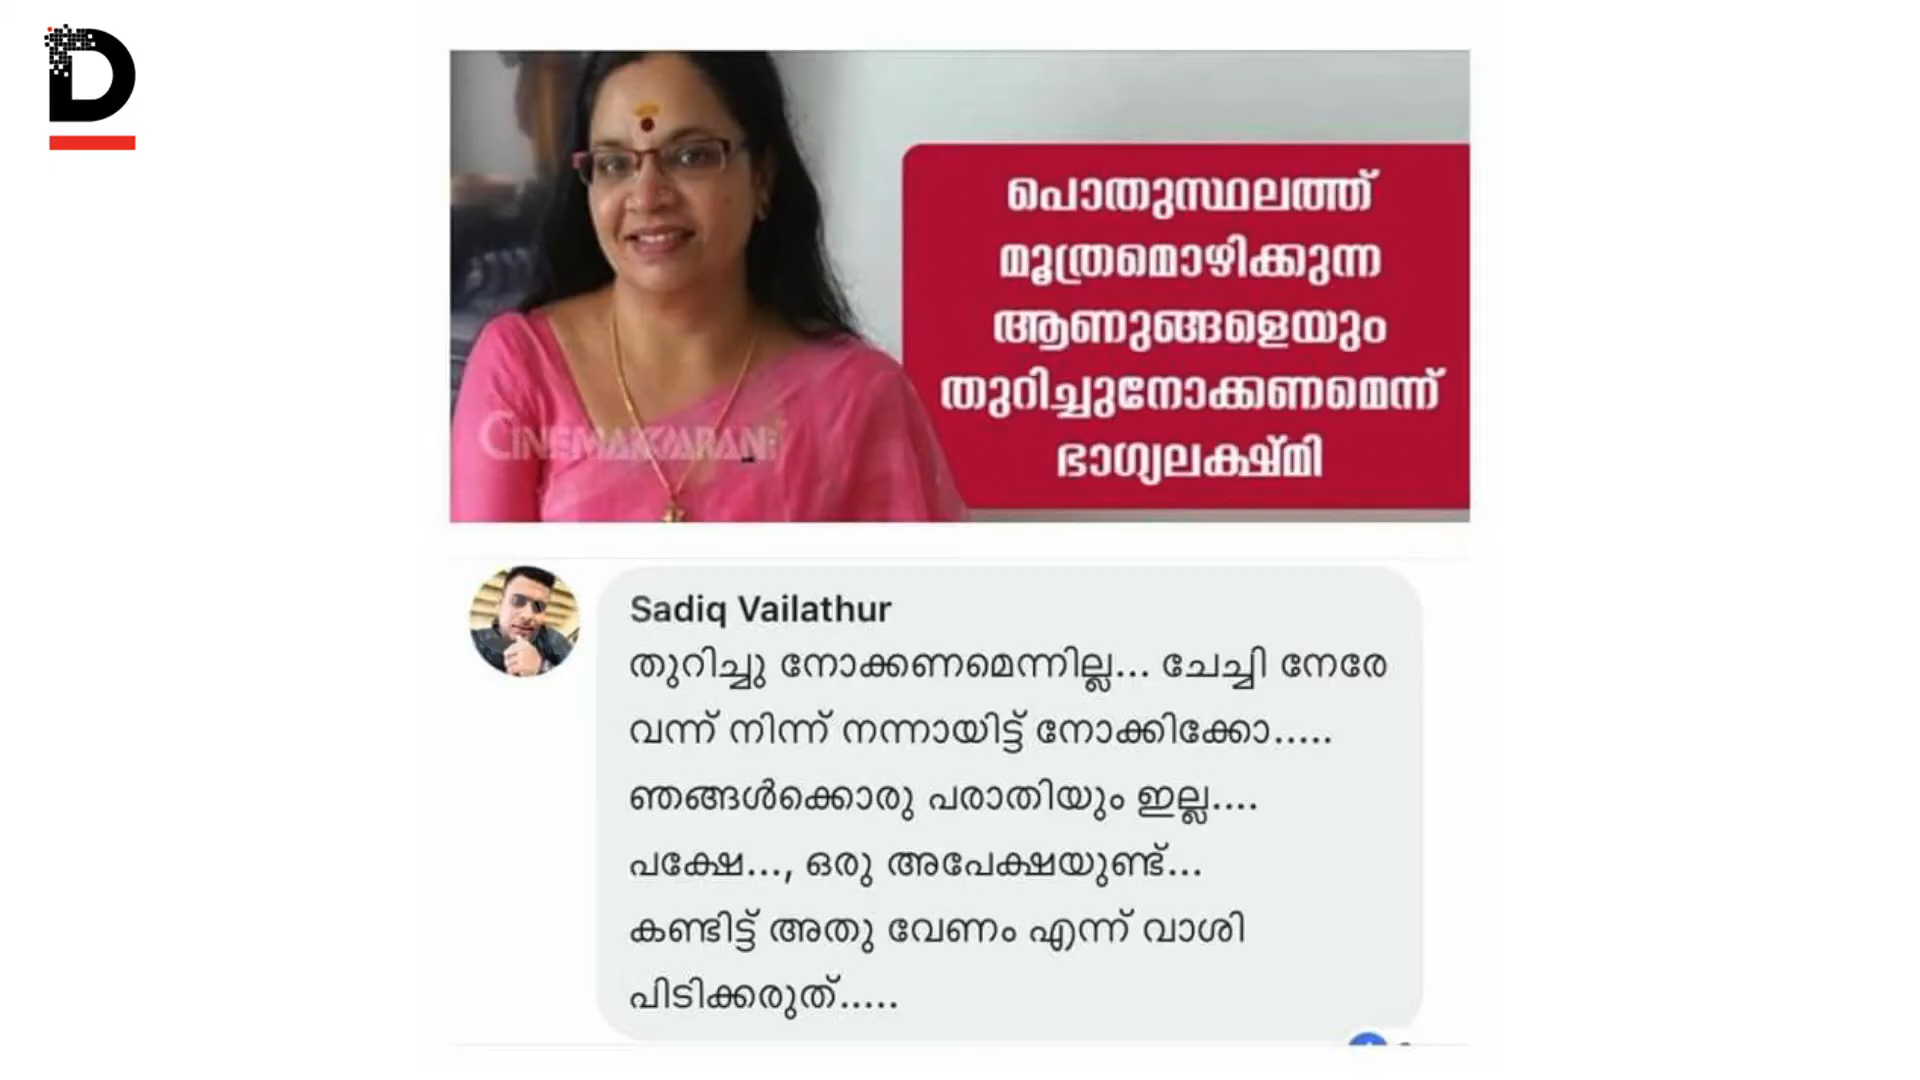 D
പൊതുസ്ഥലത്ത്
മൂത്രമൊഴിക്കുന്ന
ആണുങ്ങളെയും
തുറിച്ചുനോക്കണമെന്ന്
ഭാഗ്യലക്ഷ്മി
Sadiq Vailathur
തുറിച്ചു നോക്കണമെന്നില്ല... ചേച്ചി നേരേ
വന്ന് നിന്ന് നന്നായിട്ട് നോക്കിക്കോ.....
ഞങ്ങൾക്കൊരു പരാതിയും ഇല്ല....
പക്ഷേ..., ഒരു അപേക്ഷയുണ്ട്...
കണ്ടിട്ട് അതു വേണം എന്ന് വാശി
പിടിക്കരുത്.....